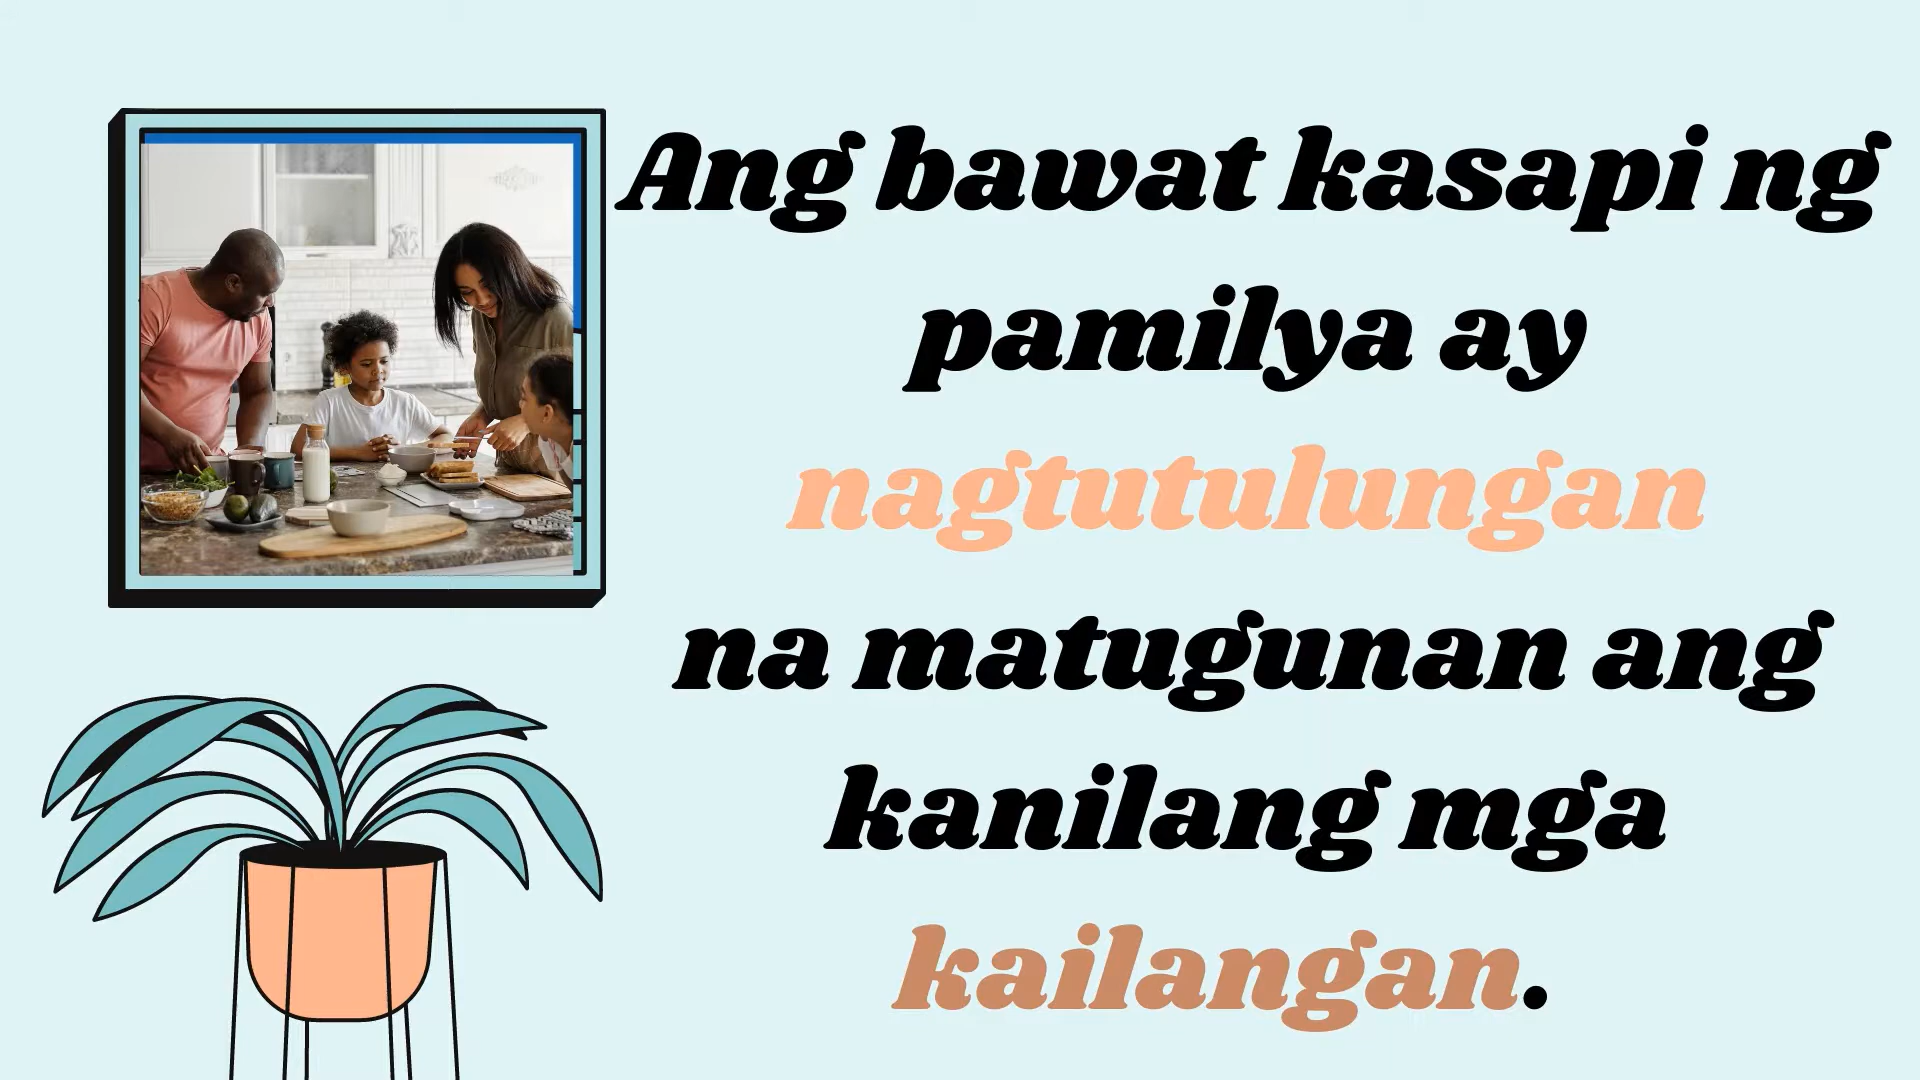 Ang bawat kasapi ng
pamilya ay
nagtutulungan
na matugunan ang
kanilang mga
kailangan.